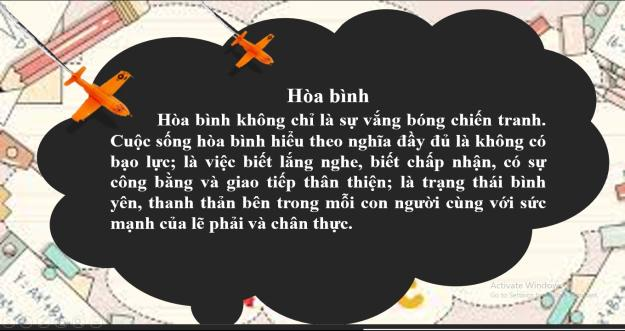 Hòa bình
Hòa bình không chỉ là sự vắng bóng chiến tranh.
Cuộc sống hòa bình hiểu theo nghĩa đầy đủ là không có
bạo lực; là việc biết lắng nghe, biết chấp nhận, có sự
công bằng và giao tiếp thân thiện; là trạng thái bình
yên, thanh thản bên trong mỗi con người cùng với sức
mạnh của lẽ phải và chân thực.
Activate Window
Go to Settings